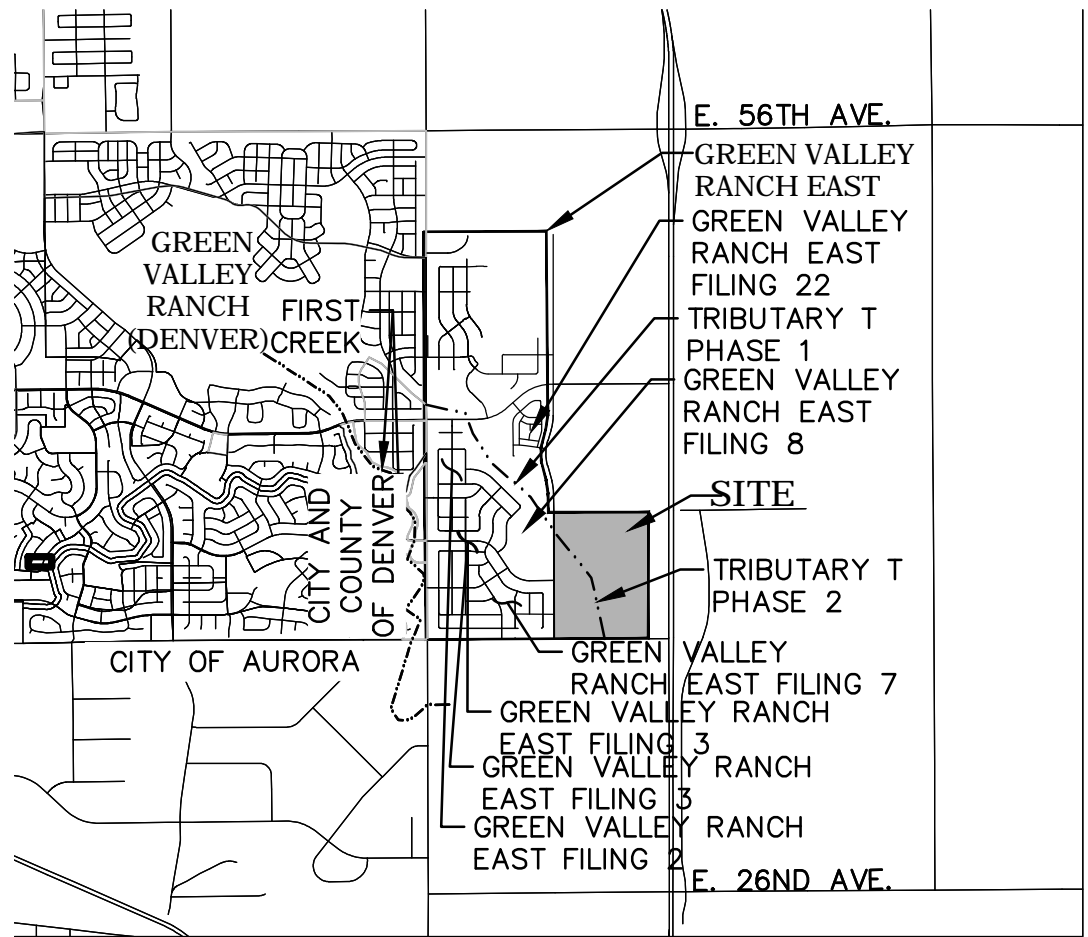 E. 56TH AVE.
GREEN VALLEY
RANCH EAST
GREEN VALLEY
RANCH EAST
FILING 22
TRIBUTARY T
PHASE 1
GREEN VALLEY
RANCH EAST
FILING 8
SITE
TRIBUTARY T
PHASE 2
GREEN
VALLEY
RANCH
(DENVER)
FIRST
CREEK
CITY AND
COUNTY
OF DENVER
CITY OF AURORA
GREEN VALLEY
RANCH EAST FILING 7
GREEN VALLEY RANCH
EAST FILING 3
GREEN VALLEY RANCH
EAST FILING 3
GREEN VALLEY RANCH
EAST FILING 2
E. 26ND AVE.